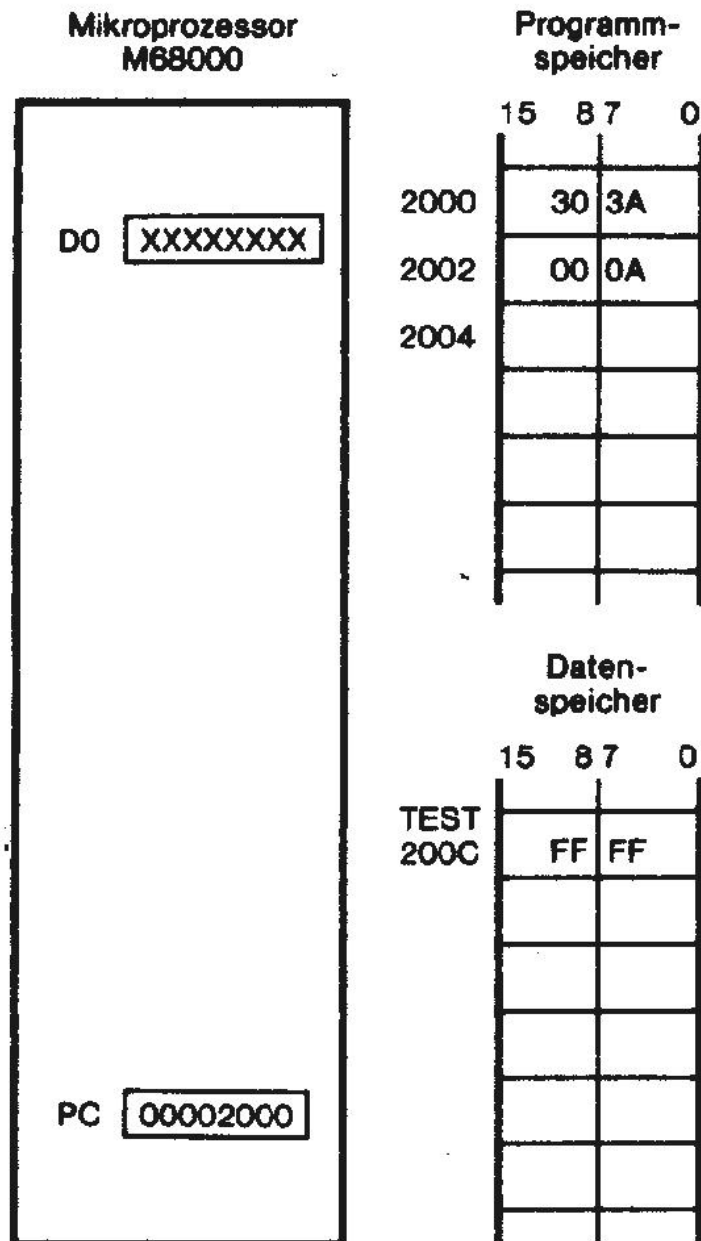 Mikroprozessor
M68000
D0 XXXXXXXX
PC 00002000
Programm-
speicher
15 8 7 0
2000 30 3A
2002 00 0A
2004
Daten-
speicher
15 8 7 0
TEST
200C FF FF